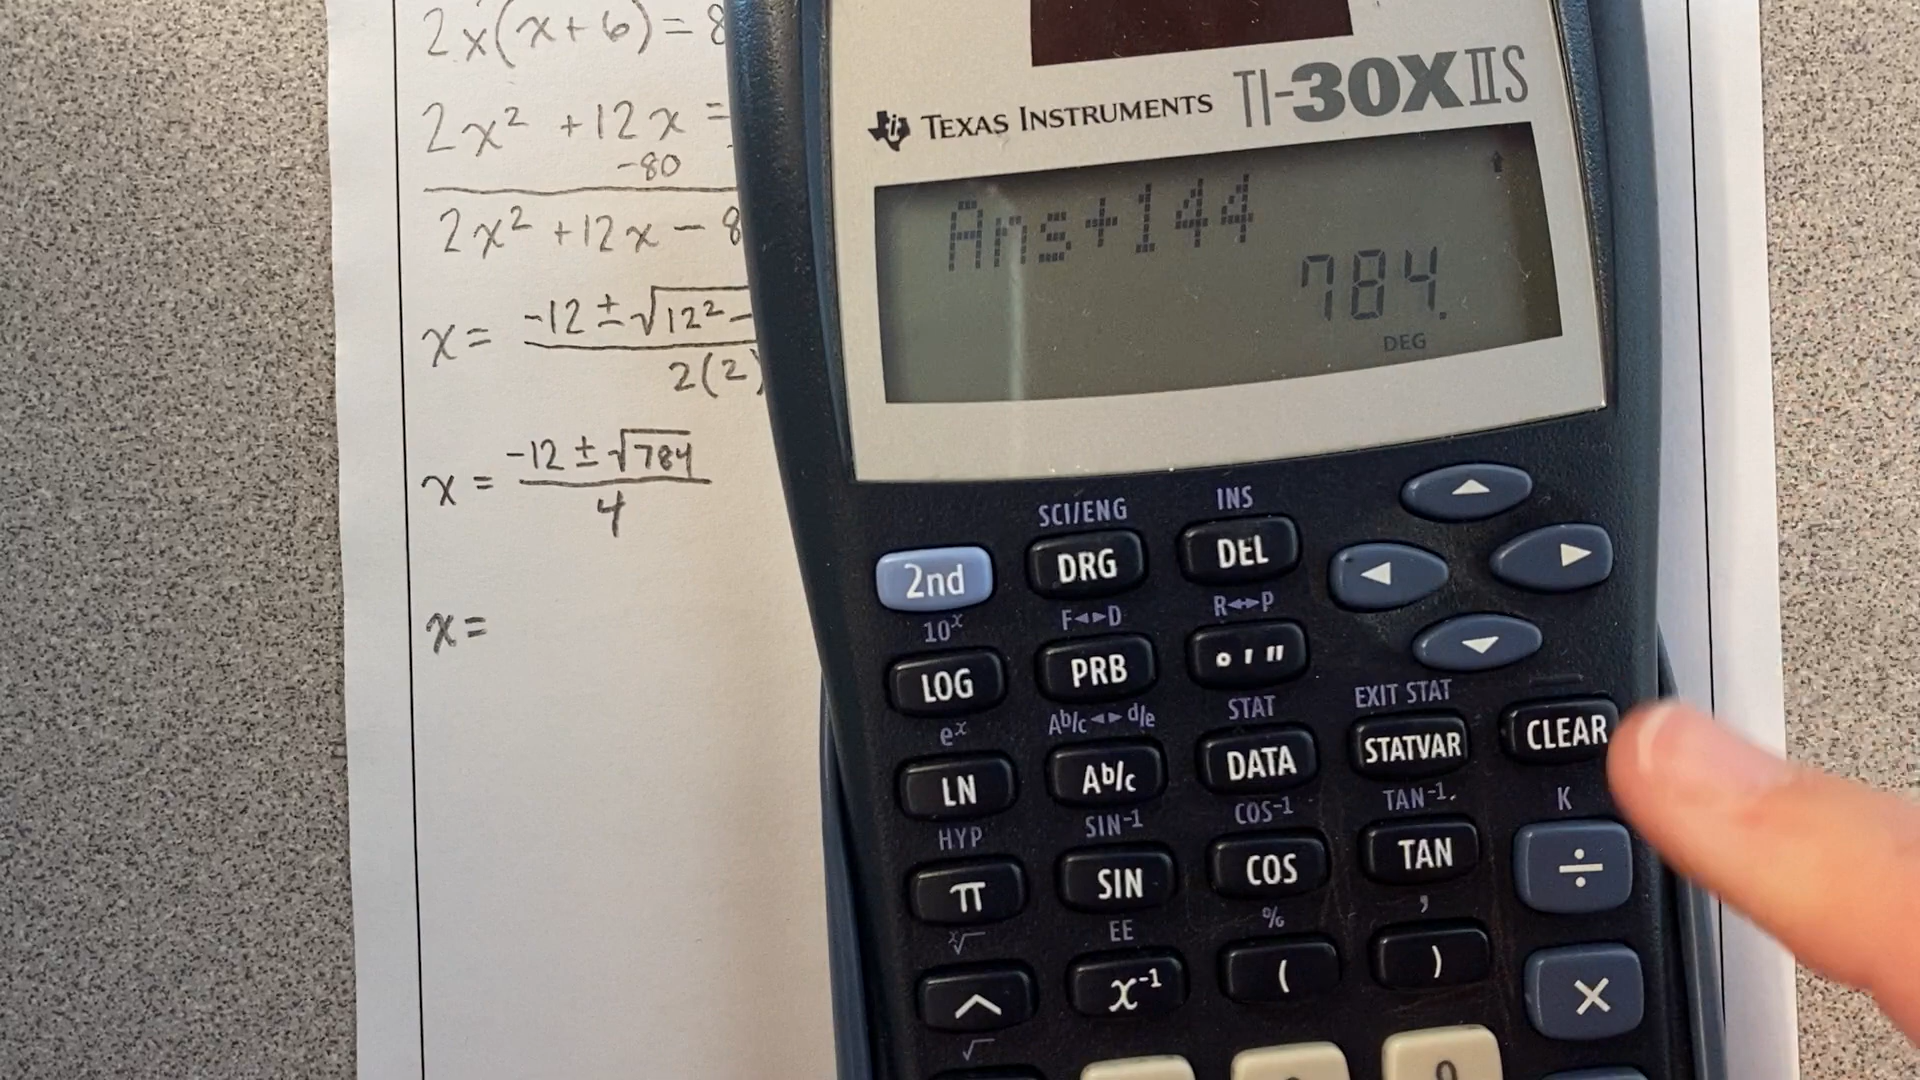 2x(x+6)=8
2x² +12x =
-80
2x² +12x - 8
x = -12 ± √12² -
2(2)
x = -12 ± √784
4
x =
TEXAS INSTRUMENTS TI-30X IIS
Ans+144
784.
DEG
SCI/ENG INS
2nd DRG DEL
10ˣ F◄►D R◄►P
LOG PRB ° ' "
eˣ Ab/c◄►d/e STAT EXIT STAT
LN Ab/c DATA STATVAR CLEAR
HYP SIN⁻¹ COS⁻¹ TAN⁻¹ K
π SIN COS TAN ÷
ˣ√ EE % ,
^ x⁻¹ ( ) ×
√